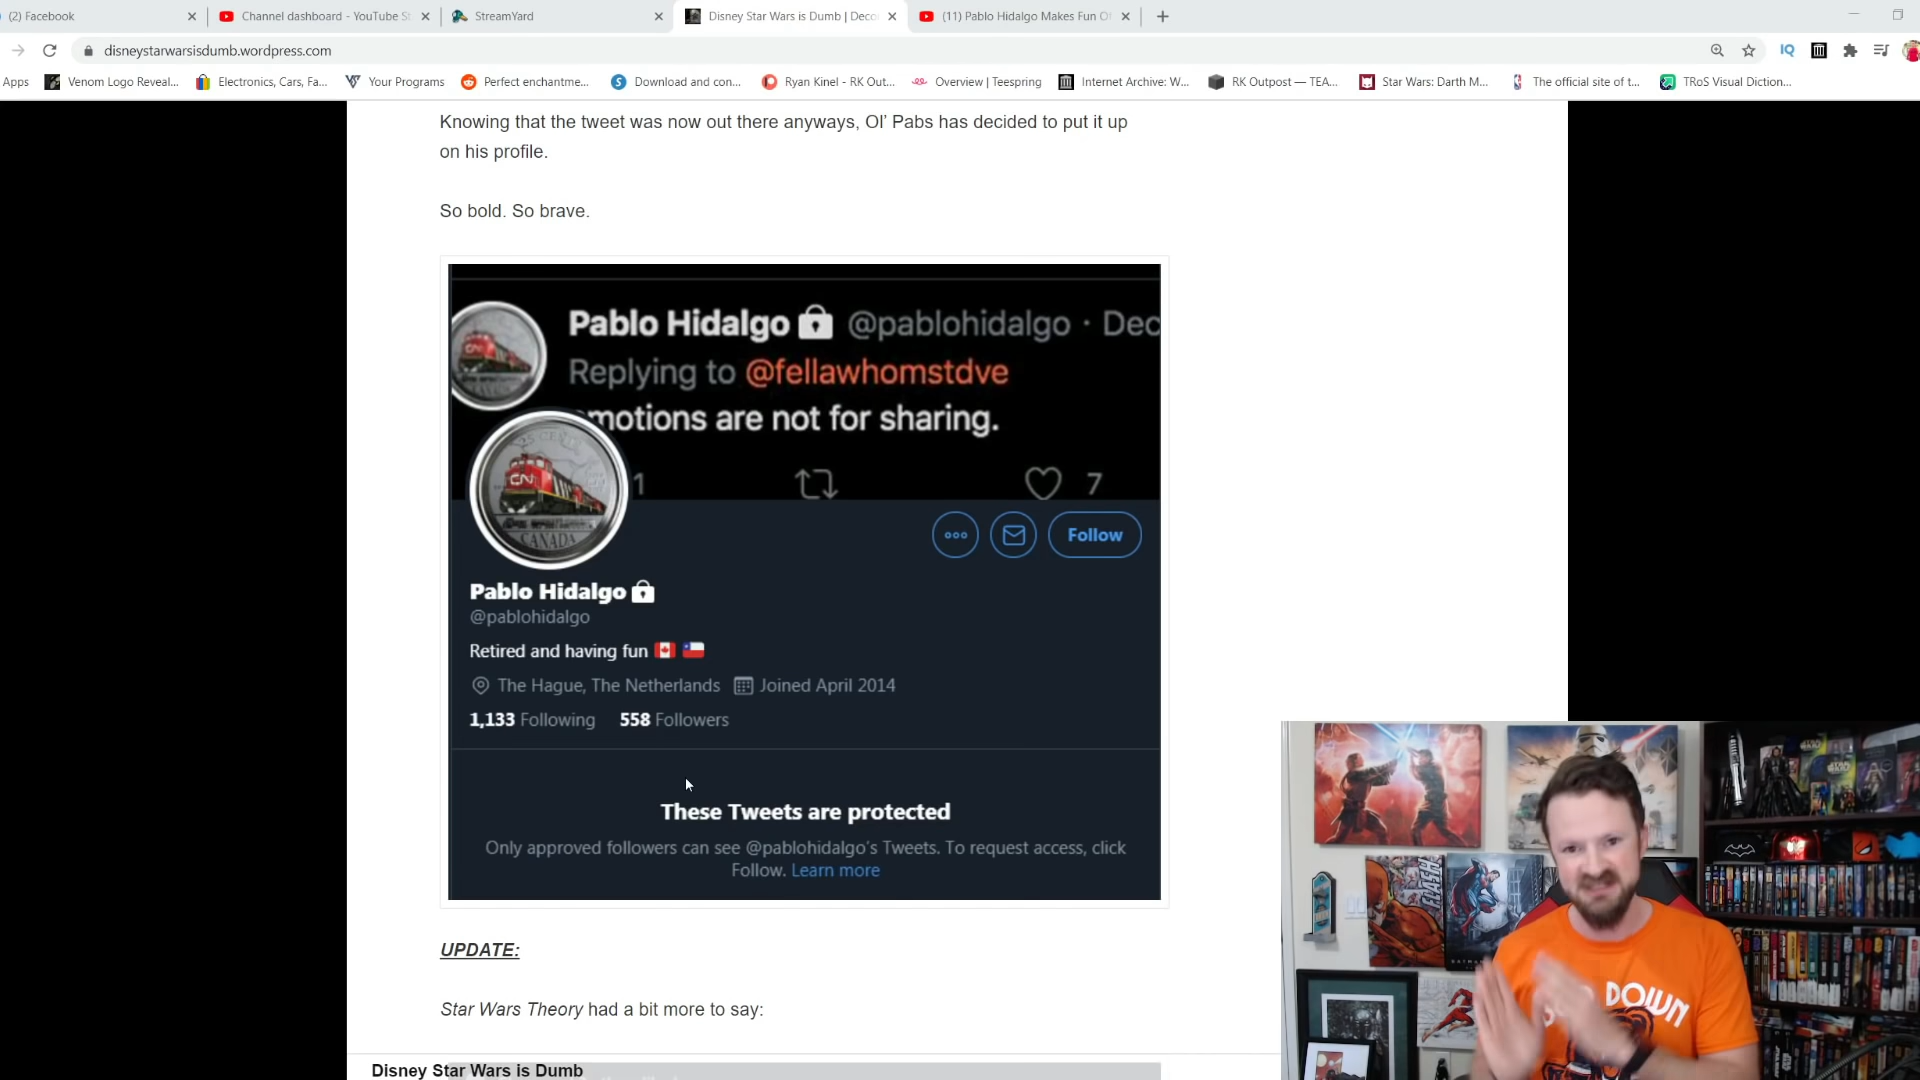 (2) Facebook
Channel dashboard - YouTube St
StreamYard
Disney Star Wars is Dumb | Deco
(11) Pablo Hidalgo Makes Fun Of
disneystarwarsisdumb.wordpress.com
IQ
Apps
Venom Logo Reveal...
Electronics, Cars, Fa...
Your Programs
Perfect enchantme...
Download and con...
Ryan Kinel - RK Out...
Overview | Teespring
Internet Archive: W...
RK Outpost — TEA...
Star Wars: Darth M...
The official site of t...
TRoS Visual Diction...
Knowing that the tweet was now out there anyways, Ol’ Pabs has decided to put it up
on his profile.
So bold. So brave.
Pablo Hidalgo @pablohidalgo · Dec
Replying to @fellawhomstdve
motions are not for sharing.
1
7
CN
CANADA
Follow
Pablo Hidalgo
@pablohidalgo
Retired and having fun
The Hague, The Netherlands Joined April 2014
1,133 Following 558 Followers
These Tweets are protected
Only approved followers can see @pablohidalgo's Tweets. To request access, click
Follow. Learn more
UPDATE:
Star Wars Theory had a bit more to say:
Disney Star Wars is Dumb
FLASH
DOWN